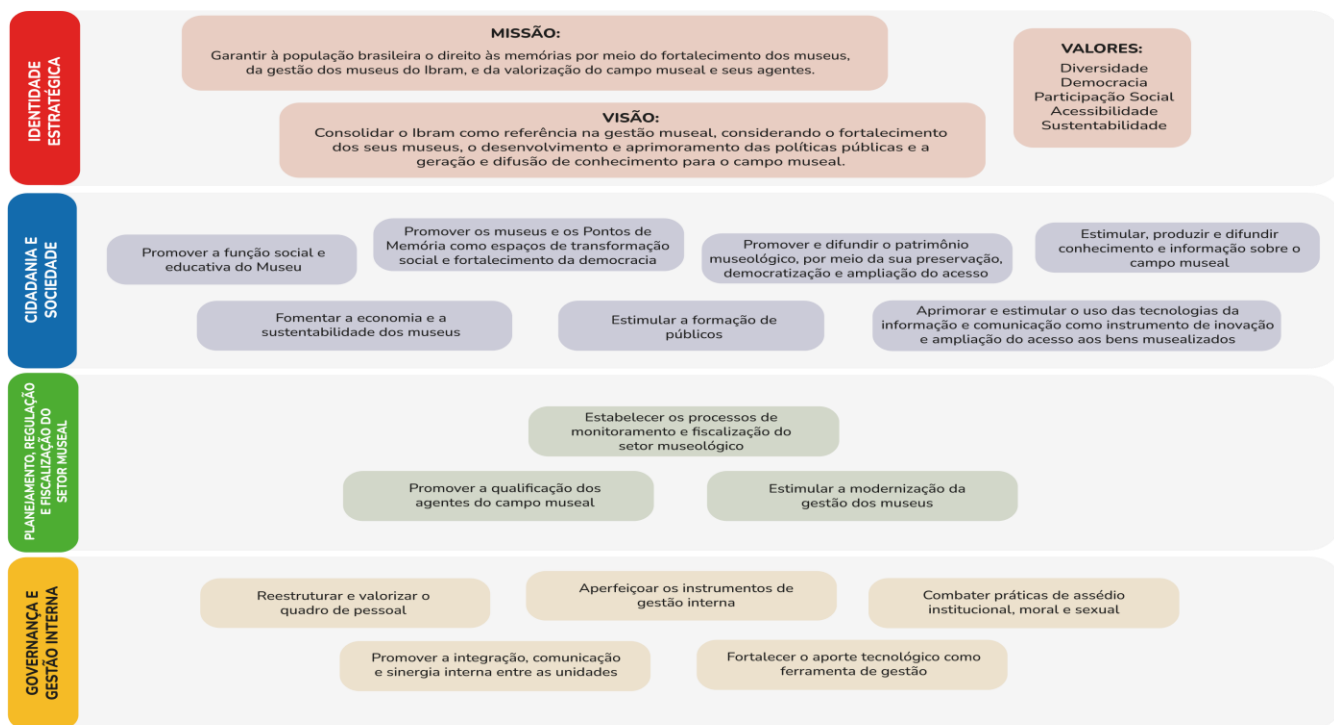 IDENTIDADE
ESTRATÉGICA
MISSÃO:
Garantir à população brasileira o direito às memórias por meio do fortalecimento dos museus,
da gestão dos museus do Ibram, e da valorização do campo museal e seus agentes.
VISÃO:
Consolidar o Ibram como referência na gestão museal, considerando o fortalecimento
dos seus museus, o desenvolvimento e aprimoramento das políticas públicas e a
geração e difusão de conhecimento para o campo museal.
VALORES:
Diversidade
Democracia
Participação Social
Acessibilidade
Sustentabilidade
CIDADANIA E
SOCIEDADE
Promover a função social e
educativa do Museu
Promover os museus e os Pontos de
Memória como espaços de transformação
social e fortalecimento da democracia
Promover e difundir o patrimônio
museológico, por meio da sua preservação,
democratização e ampliação do acesso
Estimular, produzir e difundir
conhecimento e informação sobre o
campo museal
Fomentar a economia e a
sustentabilidade dos museus
Estimular a formação de
públicos
Aprimorar e estimular o uso das tecnologias da
informação e comunicação como instrumento de inovação
e ampliação do acesso aos bens musealizados
PLANEJAMENTO, REGULAÇÃO
E FISCALIZAÇÃO DO
SETOR MUSEAL
Estabelecer os processos de
monitoramento e fiscalização do
setor museológico
Promover a qualificação dos
agentes do campo museal
Estimular a modernização da
gestão dos museus
GOVERNANÇA E
GESTÃO INTERNA
Reestruturar e valorizar o
quadro de pessoal
Aperfeiçoar os instrumentos de
gestão interna
Combater práticas de assédio
institucional, moral e sexual
Promover a integração, comunicação
e sinergia interna entre as unidades
Fortalecer o aporte tecnológico como
ferramenta de gestão